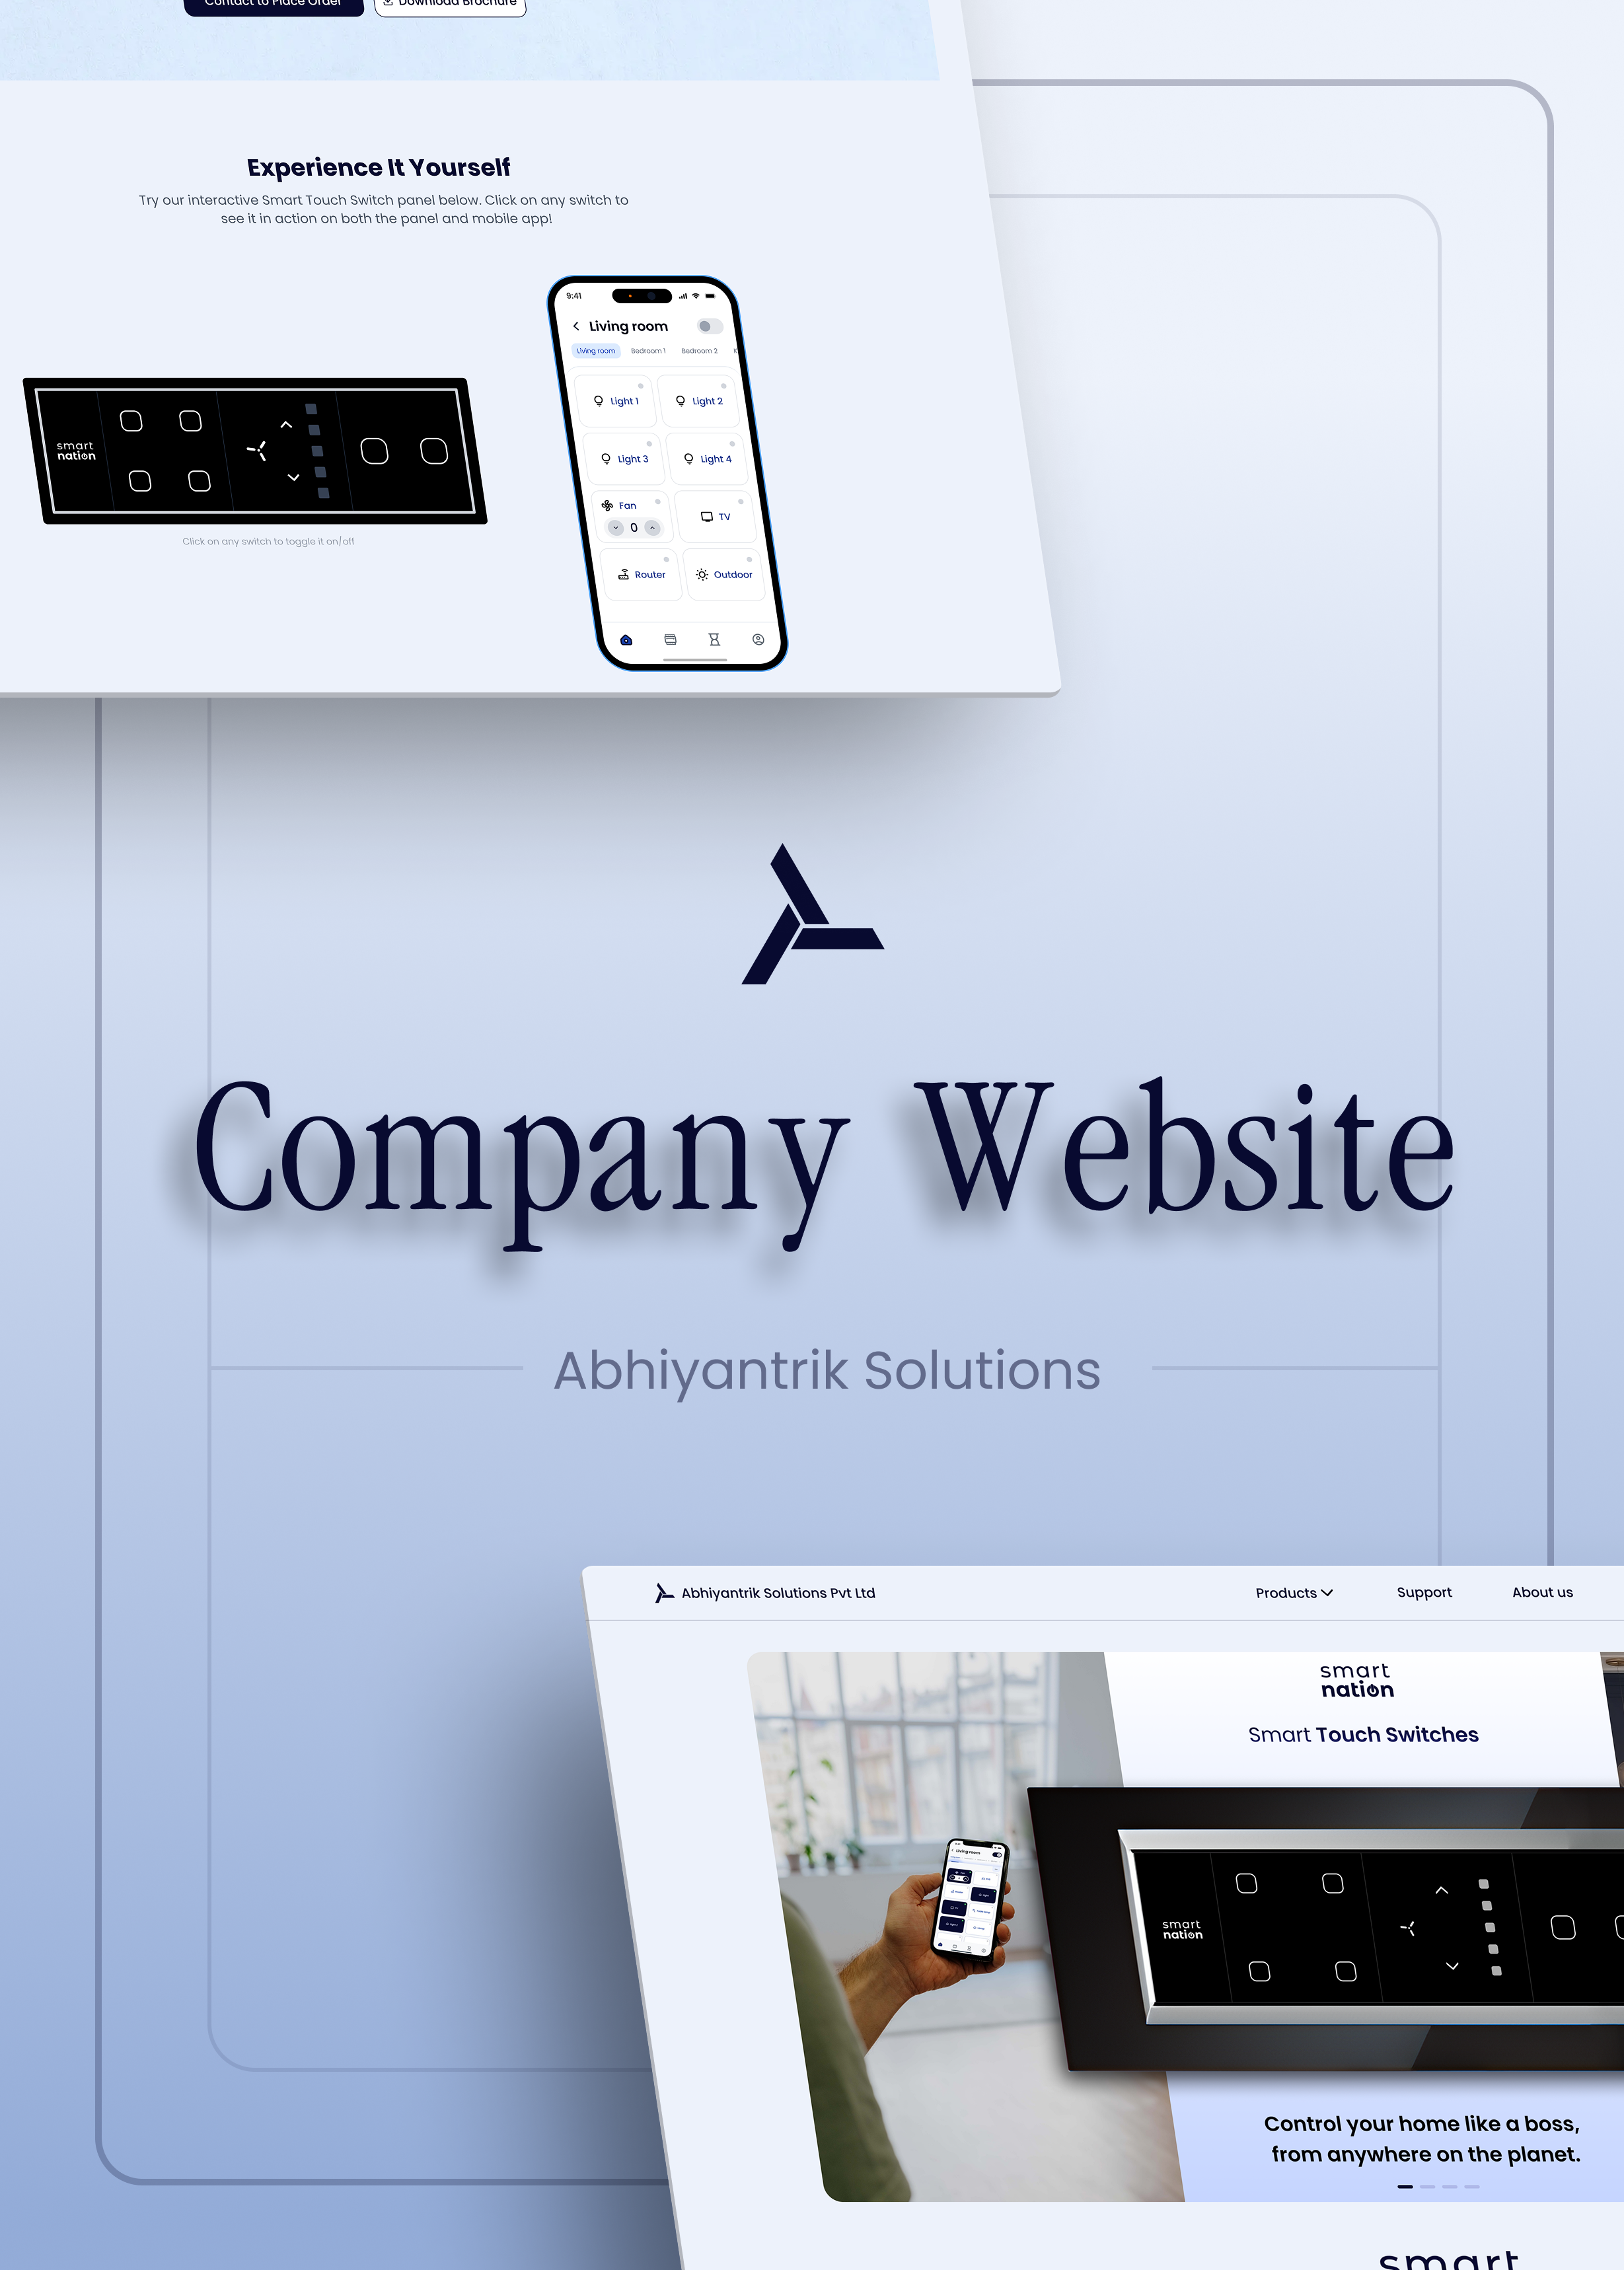 Contact to Place Order
Download Brochure
Experience It Yourself
Try our interactive Smart Touch Switch panel below. Click on any switch to
see it in action on both the panel and mobile app!
9:41
Living room
Living room Bedroom 1 Bedroom 2 K
Light 1
Light 2
Light 3
Light 4
Fan
0
TV
Router
Outdoor
smart
nation
Click on any switch to toggle it on/off
Company Website
Abhiyantrik Solutions
Abhiyantrik Solutions Pvt Ltd
Products
Support
About us
smart
nation
Smart Touch Switches
Living room
smart
nation
Control your home like a boss,
from anywhere on the planet.
smart